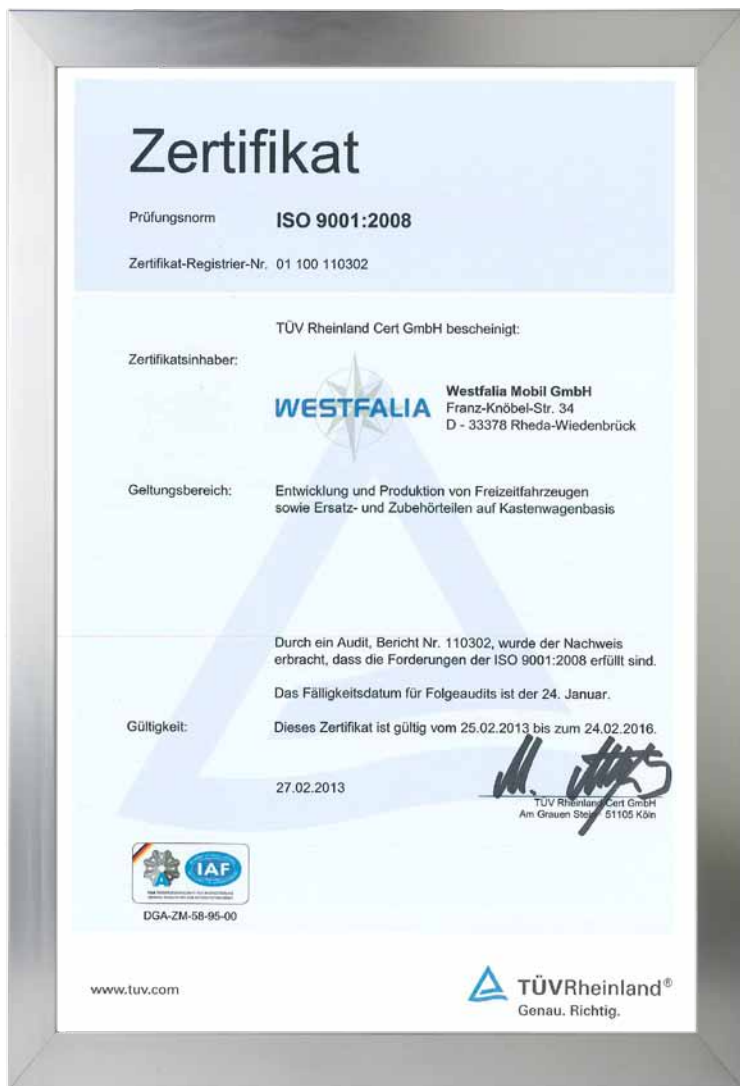 Zertifikat
Prüfungsnorm ISO 9001:2008
Zertifikat-Registrier-Nr. 01 100 110302
TÜV Rheinland Cert GmbH bescheinigt:
Zertifikatsinhaber:
WESTFALIA
Westfalia Mobil GmbH
Franz-Knöbel-Str. 34
D - 33378 Rheda-Wiedenbrück
Geltungsbereich: Entwicklung und Produktion von Freizeitfahrzeugen
sowie Ersatz- und Zubehörteilen auf Kastenwagenbasis
Durch ein Audit, Bericht Nr. 110302, wurde der Nachweis
erbracht, dass die Forderungen der ISO 9001:2008 erfüllt sind.
Das Fälligkeitsdatum für Folgeaudits ist der 24. Januar.
Gültigkeit: Dieses Zertifikat ist gültig vom 25.02.2013 bis zum 24.02.2016.
27.02.2013
TÜV Rheinland Cert GmbH
Am Grauen 51105 Köln
IAF
DGA-ZM-58-95-00
www.tuv.com
TÜVRheinland®
Genau. Richtig.